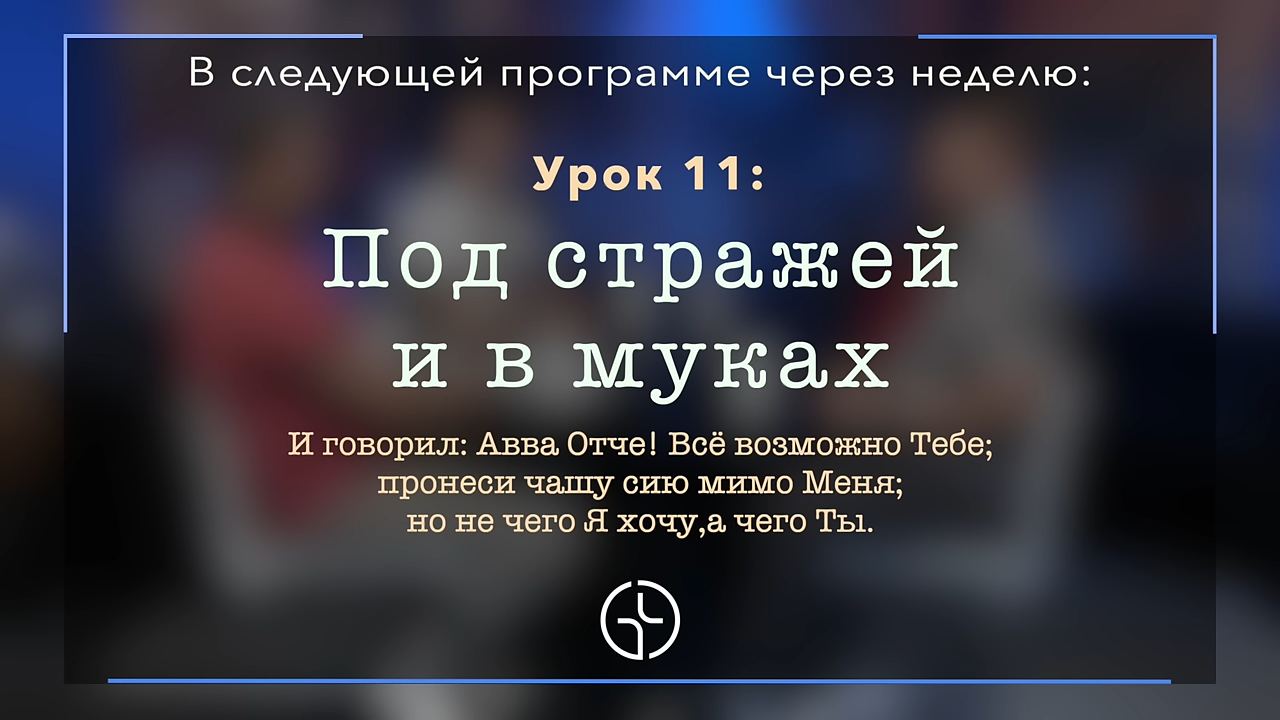 В следующей программе через неделю:
Урок 11:
Под стражей
и в муках
И говорил: Авва Отче! Всё возможно Тебе;
пронеси чашу сию мимо Меня;
но не чего Я хочу,а чего Ты.